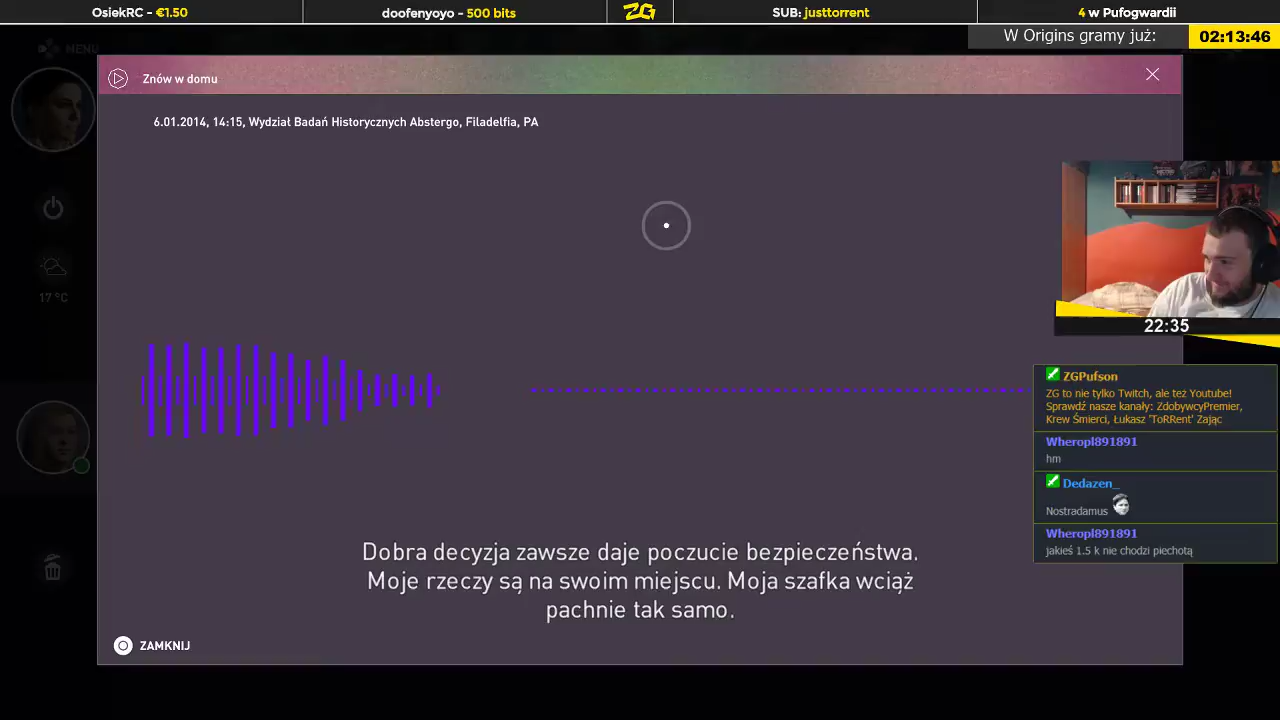 OsiekRC - €1.50
doofenyoyo - 500 bits
ZG
SUB: justtorrent
4 w Pufogwardii
W Origins gramy już:
02:13:46
MENU
Znów w domu
6.01.2014, 14:15, Wydział Badań Historycznych Abstergo, Filadelfia, PA
17 °C
22:35
ZGPufson
ZG to nie tylko Twitch, ale też Youtube!
Sprawdź nasze kanały: ZdobywcyPremier,
Krew Śmierci, Łukasz 'ToRRent' Zając
Wheropl891891
hm
Dedazen_
Nostradamus
Wheropl891891
jakieś 1.5 k nie chodzi piechotą
Dobra decyzja zawsze daje poczucie bezpieczeństwa.
Moje rzeczy są na swoim miejscu. Moja szafka wciąż
pachnie tak samo.
ZAMKNIJ